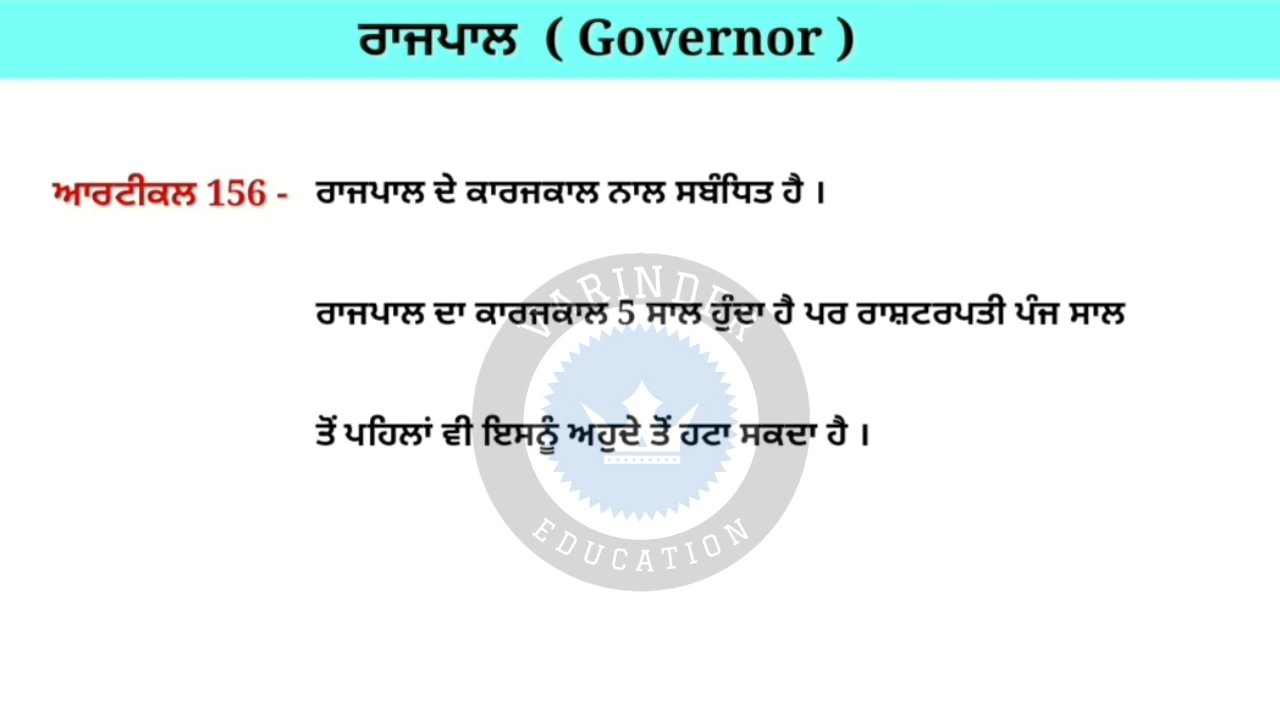 ਰਾਜਪਾਲ ( Governor )
ਆਰਟੀਕਲ 156 - ਰਾਜਪਾਲ ਦੇ ਕਾਰਜਕਾਲ ਨਾਲ ਸਬੰਧਿਤ ਹੈ ।
ਰਾਜਪਾਲ ਦਾ ਕਾਰਜਕਾਲ 5 ਸਾਲ ਹੁੰਦਾ ਹੈ ਪਰ ਰਾਸ਼ਟਰਪਤੀ ਪੰਜ ਸਾਲ
ਤੋਂ ਪਹਿਲਾਂ ਵੀ ਇਸਨੂੰ ਅਹੁਦੇ ਤੋਂ ਹਟਾ ਸਕਦਾ ਹੈ ।
VARINDER
EDUCATION